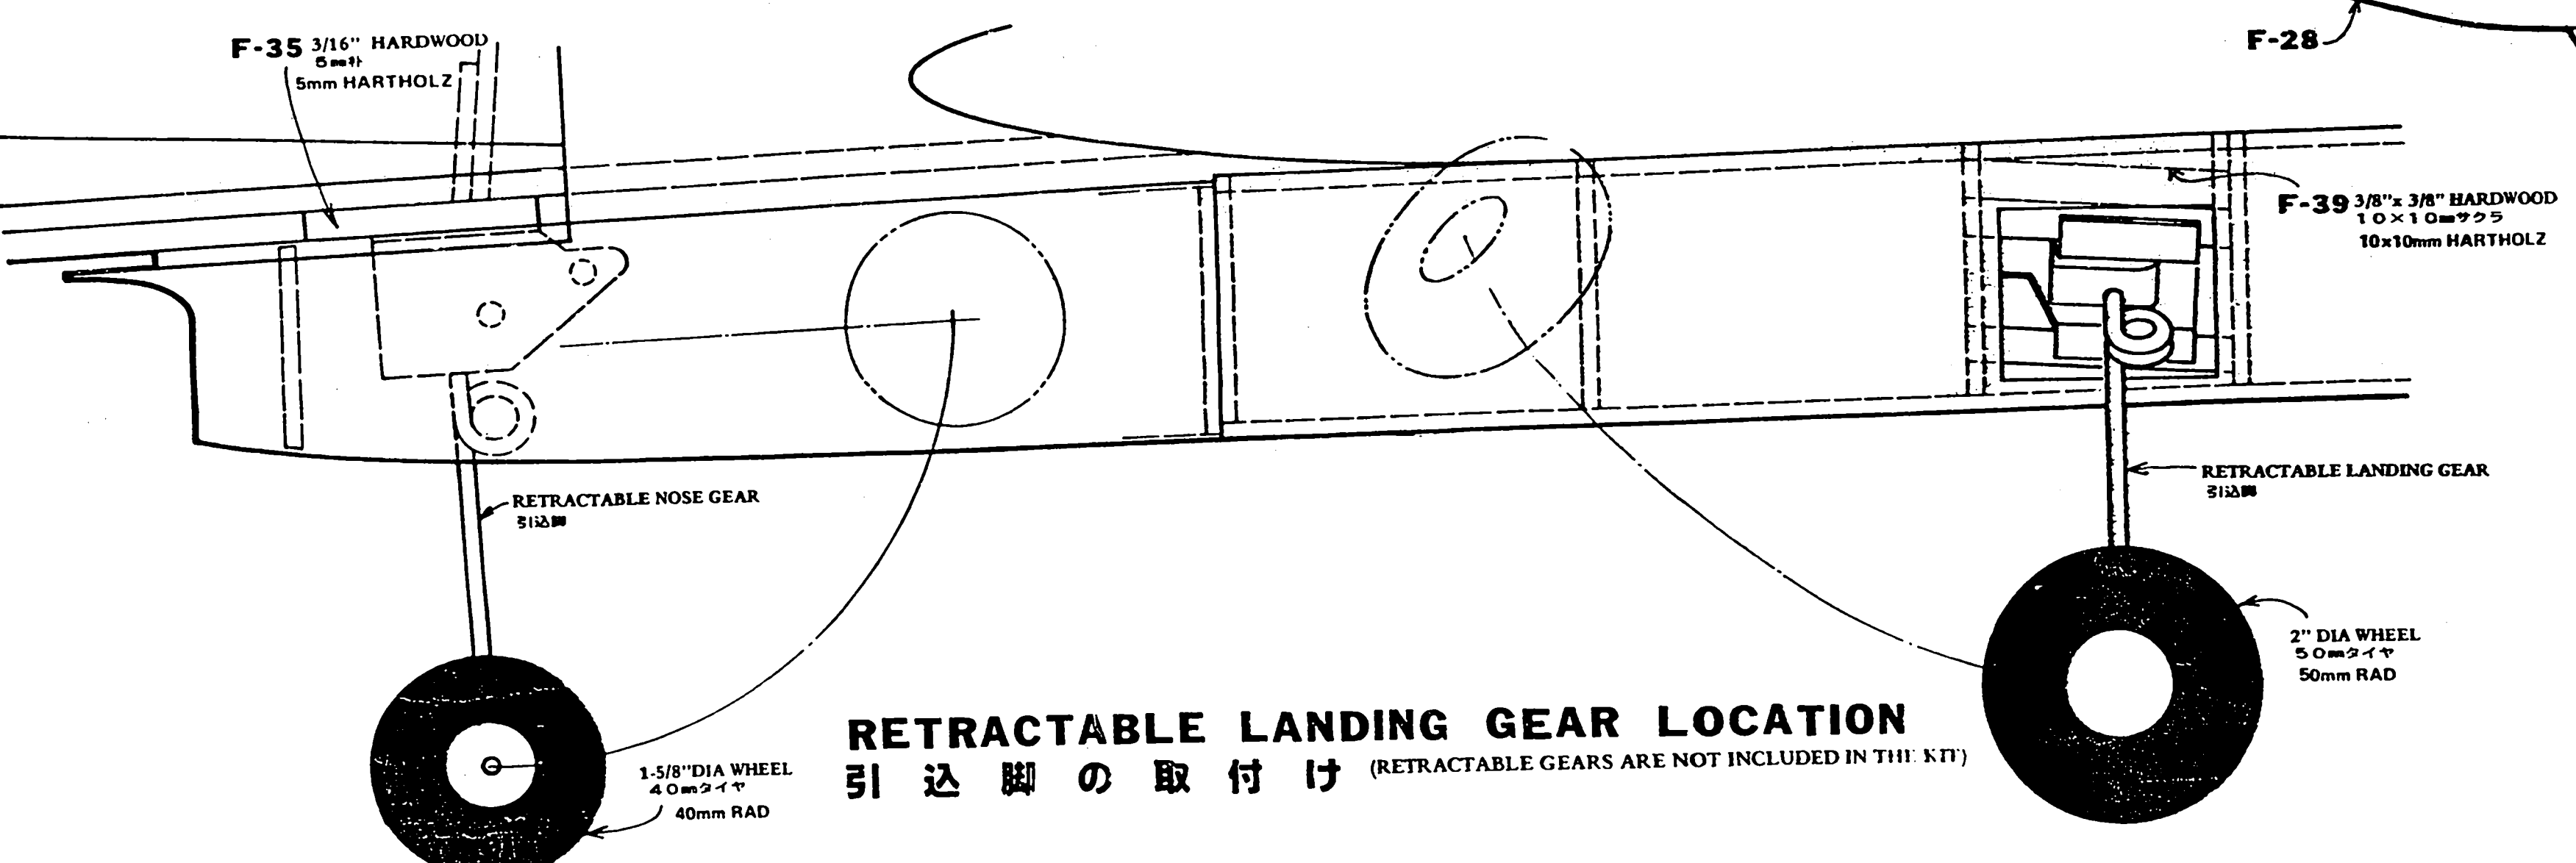 F-35 3/16" HARDWOOD
5mm朴
5mm HARTHOLZ
F-28
F-39 3/8"x 3/8" HARDWOOD
10×10mmサクラ
10x10mm HARTHOLZ
RETRACTABLE NOSE GEAR
引込脚
RETRACTABLE LANDING GEAR
引込脚
2" DIA WHEEL
50mmタイヤ
50mm RAD
1-5/8"DIA WHEEL
40mmタイヤ
40mm RAD
RETRACTABLE LANDING GEAR LOCATION
引込脚の取付け (RETRACTABLE GEARS ARE NOT INCLUDED IN THE KIT)